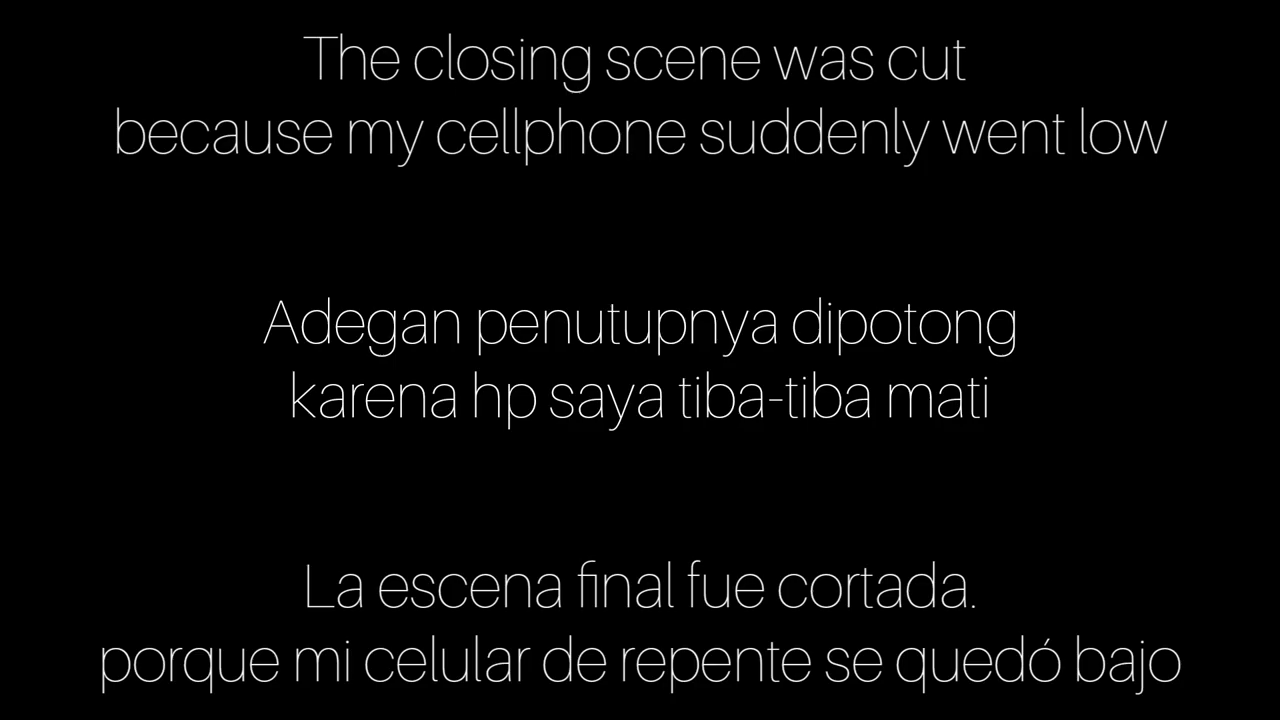 The closing scene was cut
because my cellphone suddenly went low
Adegan penutupnya dipotong
karena hp saya tiba-tiba mati
La escena final fue cortada.
porque mi celular de repente se quedó bajo